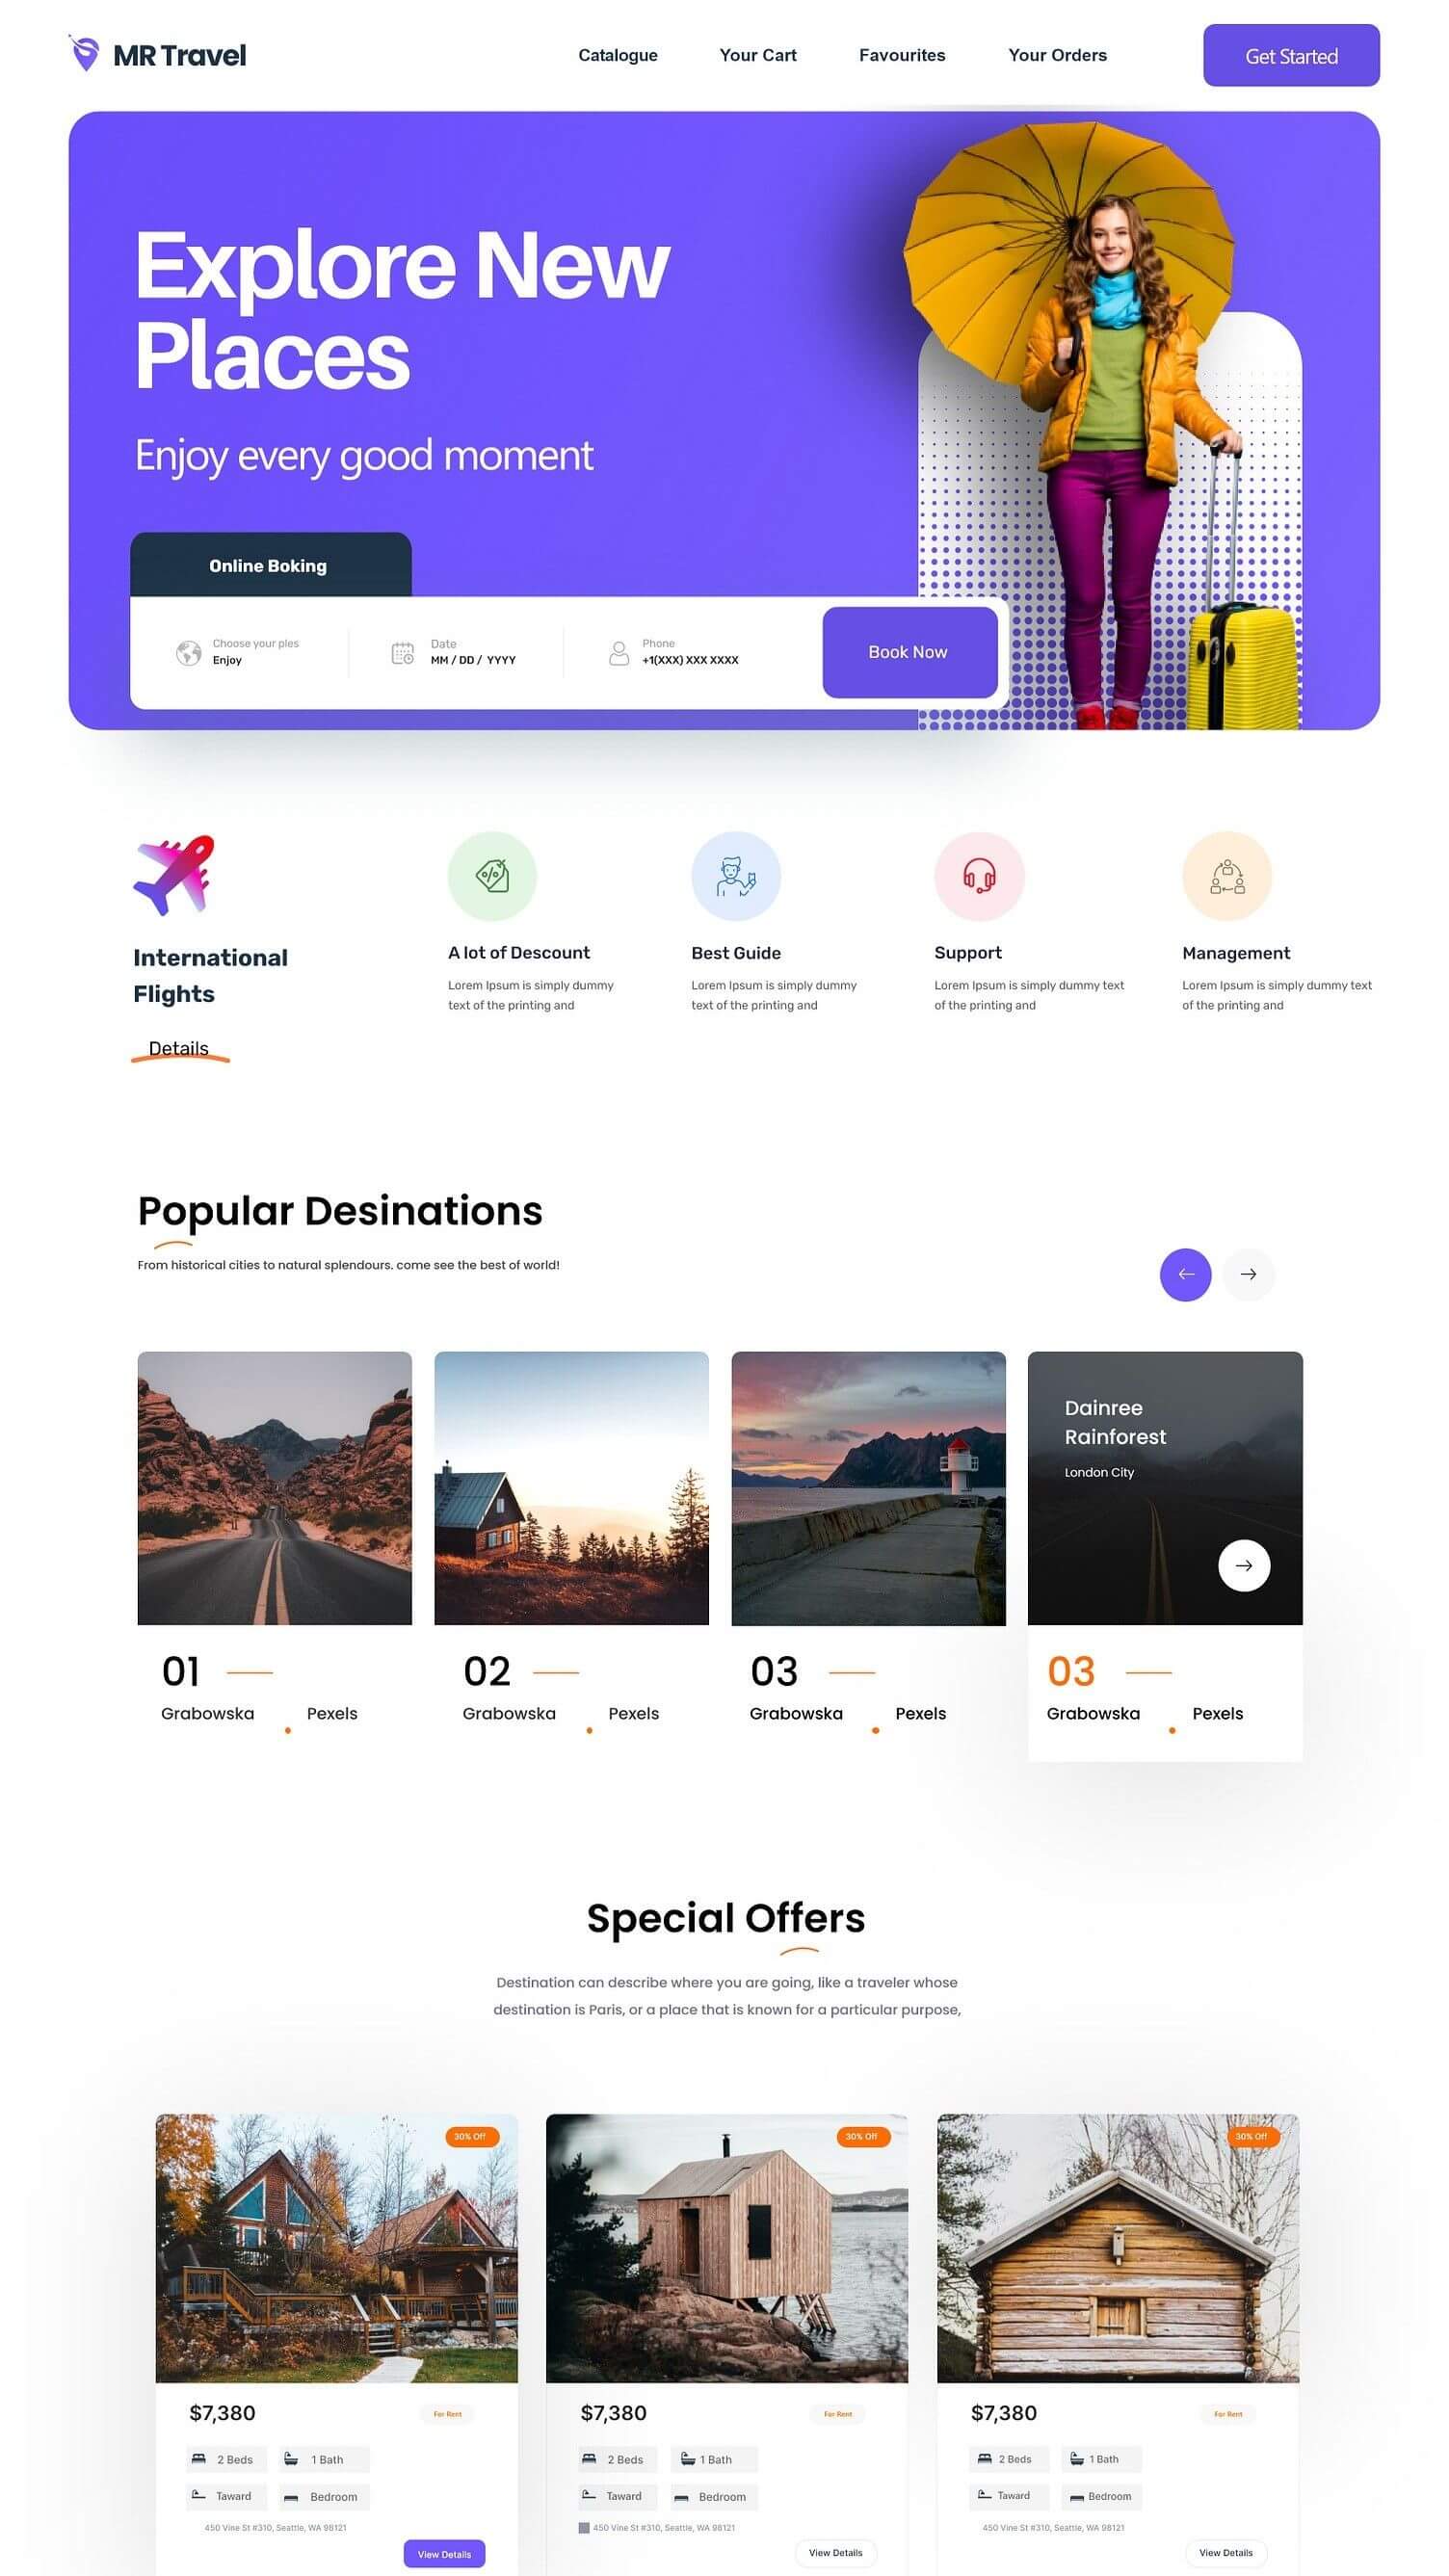 MR Travel
Catalogue
Your Cart
Favourites
Your Orders
Get Started
Explore New
Places
Enjoy every good moment
Online Boking
Choose your ples
Enjoy
Date
MM / DD / YYYY
Phone
+1(XXX) XXX XXXX
Book Now
International
Flights
Details
A lot of Descount
Lorem Ipsum is simply dummy
text of the printing and
Best Guide
Lorem Ipsum is simply dummy
text of the printing and
Support
Lorem Ipsum is simply dummy text
of the printing and
Management
Lorem Ipsum is simply dummy text
of the printing and
Popular Desinations
From historical cities to natural splendours. come see the best of world!
Dainree
Rainforest
London City
01
Grabowska
Pexels
02
Grabowska
Pexels
03
Grabowska
Pexels
03
Grabowska
Pexels
Special Offers
Destination can describe where you are going, like a traveler whose
destination is Paris, or a place that is known for a particular purpose,
30% Off
$7,380
For Rent
2 Beds
1 Bath
Taward
Bedroom
450 Vine St #310, Seattle, WA 98121
View Details
30% Off
$7,380
For Rent
2 Beds
1 Bath
Taward
Bedroom
450 Vine St #310, Seattle, WA 98121
View Details
30% Off
$7,380
For Rent
2 Beds
1 Bath
Taward
Bedroom
450 Vine St #310, Seattle, WA 98121
View Details